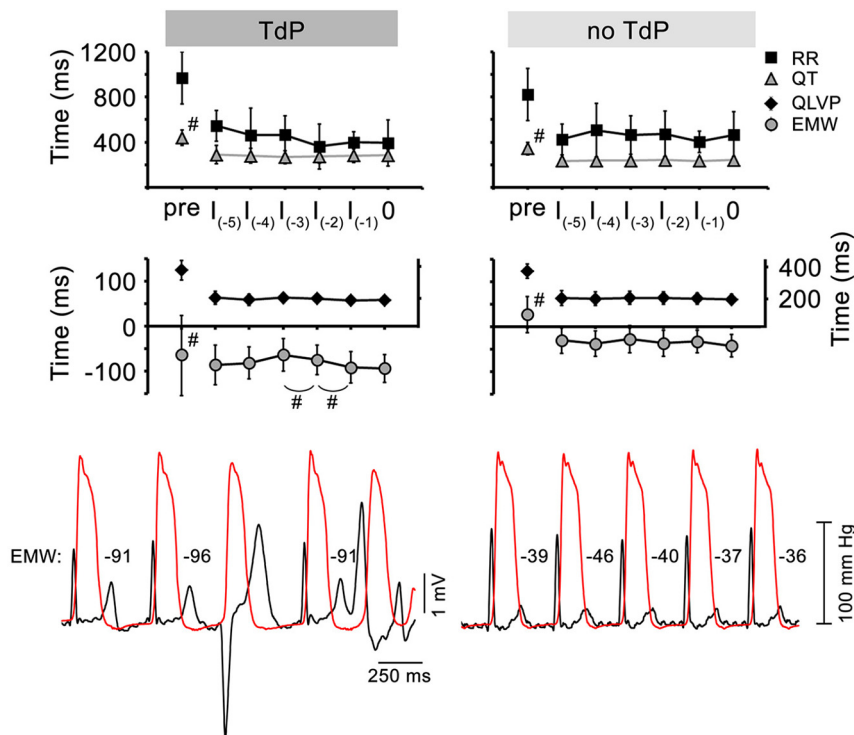 TdP
no TdP
RR
QT
QLVP
EMW
Time (ms)
1200
800
400
#
#
pre I(-5) I(-4) I(-3) I(-2) I(-1) 0
pre I(-5) I(-4) I(-3) I(-2) I(-1) 0
Time (ms)
100
0
-100
#
# #
#
400
200
Time (ms)
EMW: -91 -96 -91
1 mV
250 ms
-39 -46 -40 -37 -36
100 mm Hg